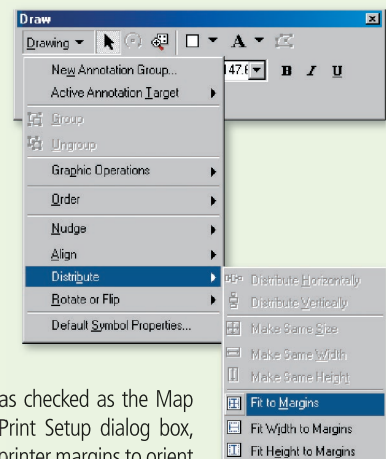 Draw
Drawing
A
147.6
B I U
New Annotation Group...
Active Annotation Target
Group
Ungroup
Graphic Operations
Order
Nudge
Align
Distribute
Rotate or Flip
Default Symbol Properties...
Distribute Horizontally
Distribute Vertically
Make Same Size
Make Same Width
Make Same Height
Fit to Margins
Fit Width to Margins
Fit Height to Margins
as checked as the Map
Print Setup dialog box,
printer margins to orient